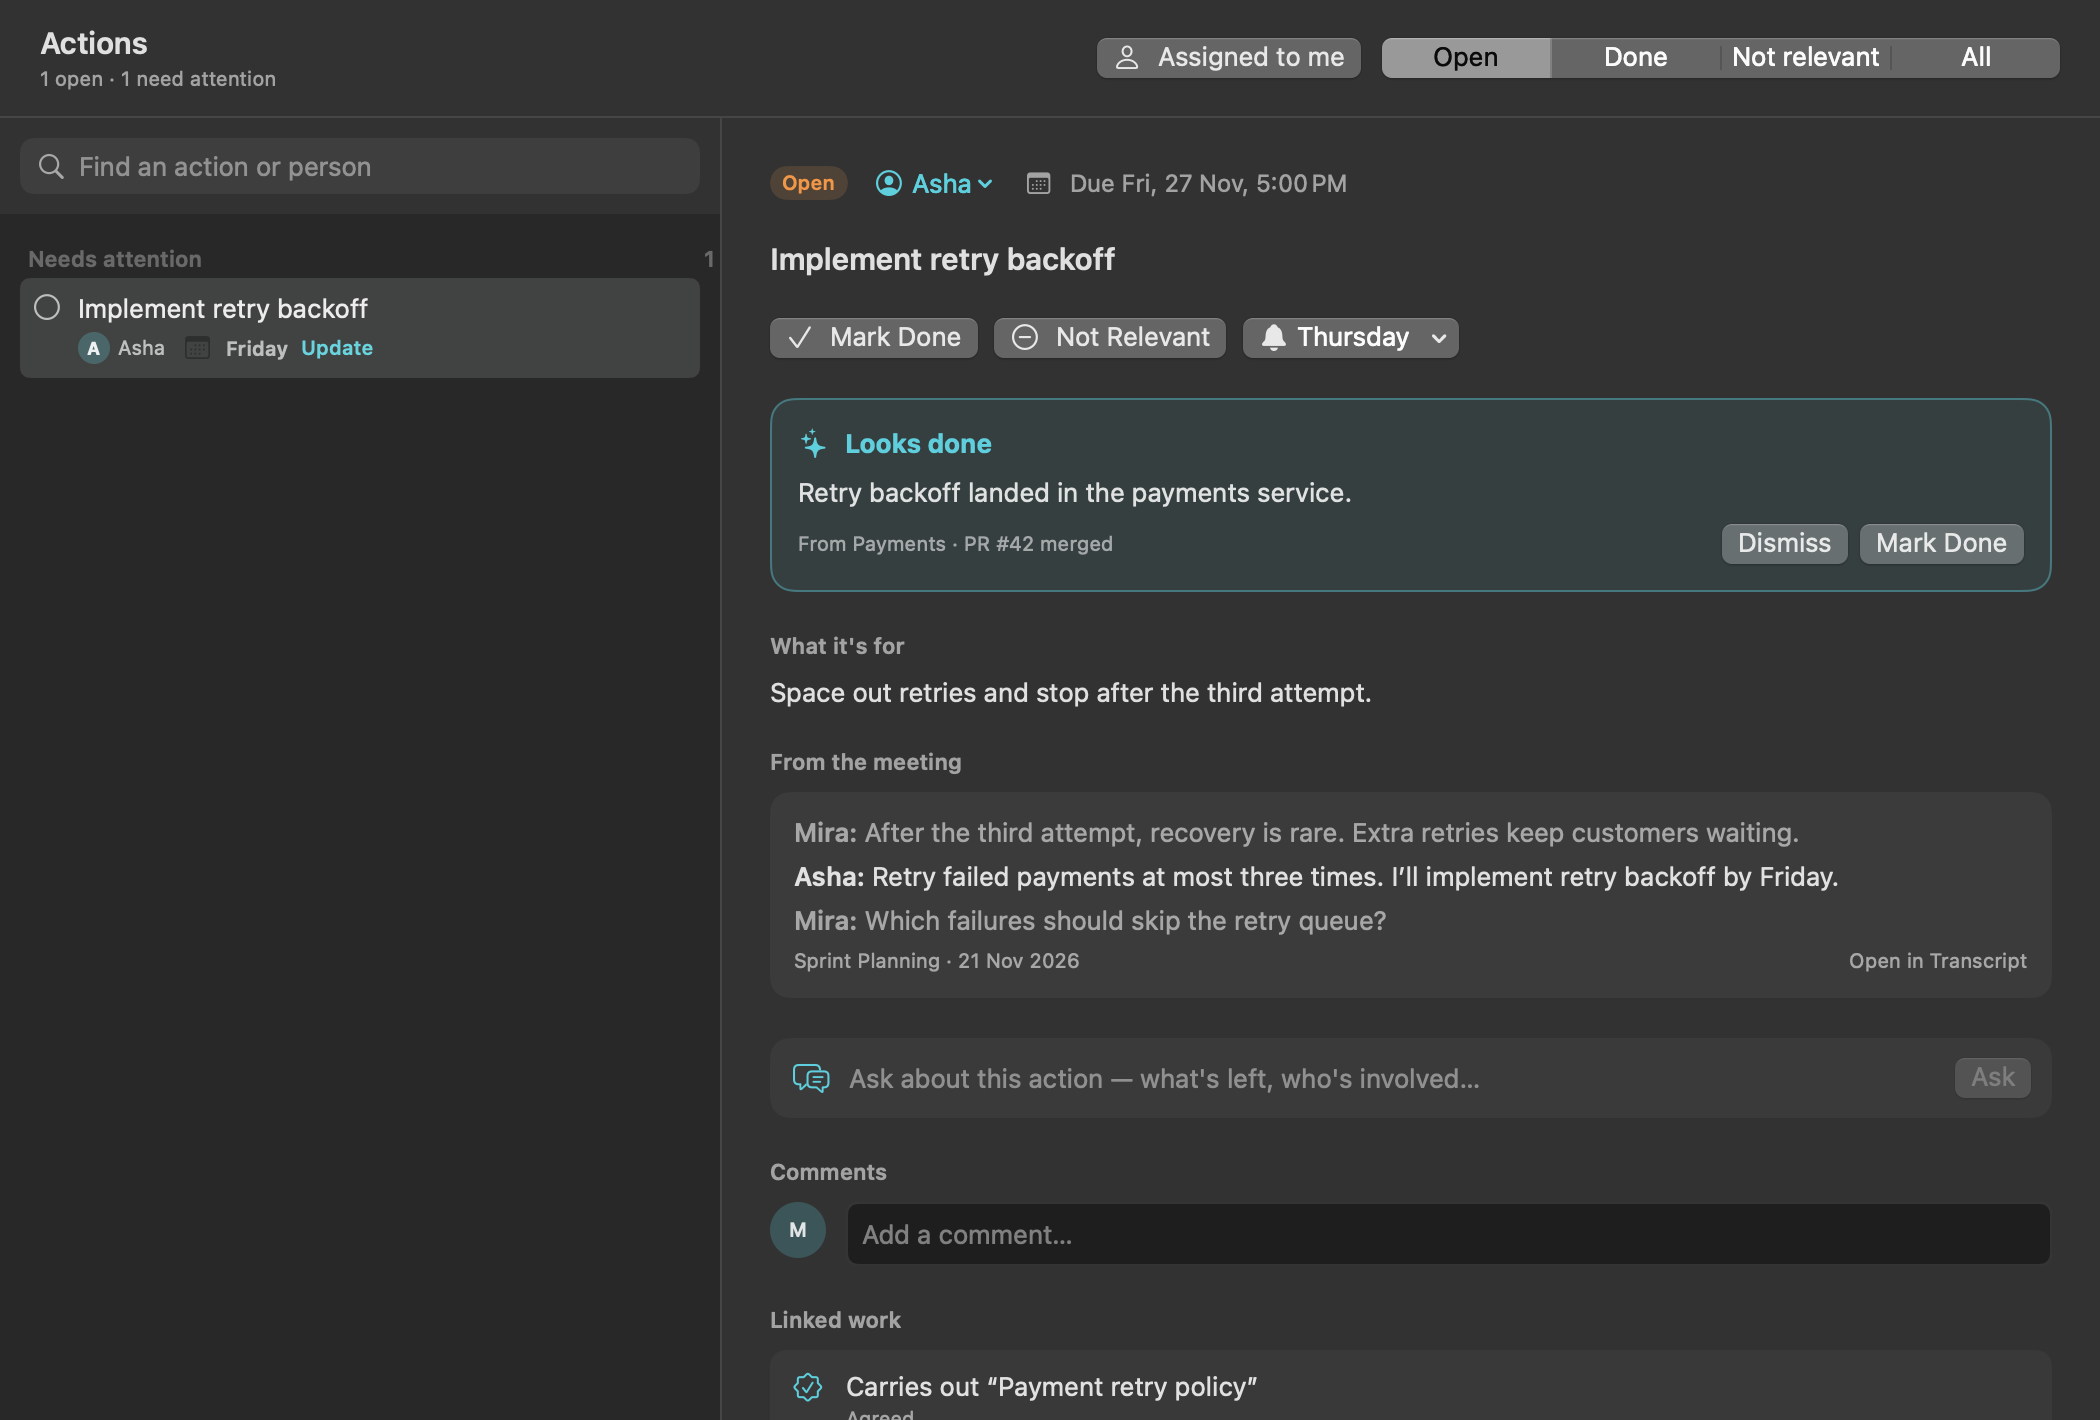 Actions
1 open · 1 need attention
Assigned to me
Open
Done
Not relevant
All
Find an action or person
Needs attention
1
Implement retry backoff
A
Asha
Friday
Update
Open
Asha
Due Fri, 27 Nov, 5:00 PM
Implement retry backoff
Mark Done
Not Relevant
Thursday
Looks done
Retry backoff landed in the payments service.
From Payments · PR #42 merged
Dismiss
Mark Done
What it's for
Space out retries and stop after the third attempt.
From the meeting
Mira: After the third attempt, recovery is rare. Extra retries keep customers waiting.
Asha: Retry failed payments at most three times. I’ll implement retry backoff by Friday.
Mira: Which failures should skip the retry queue?
Sprint Planning · 21 Nov 2026
Open in Transcript
Ask about this action — what's left, who's involved...
Ask
Comments
M
Add a comment...
Linked work
Carries out “Payment retry policy”
Agreed